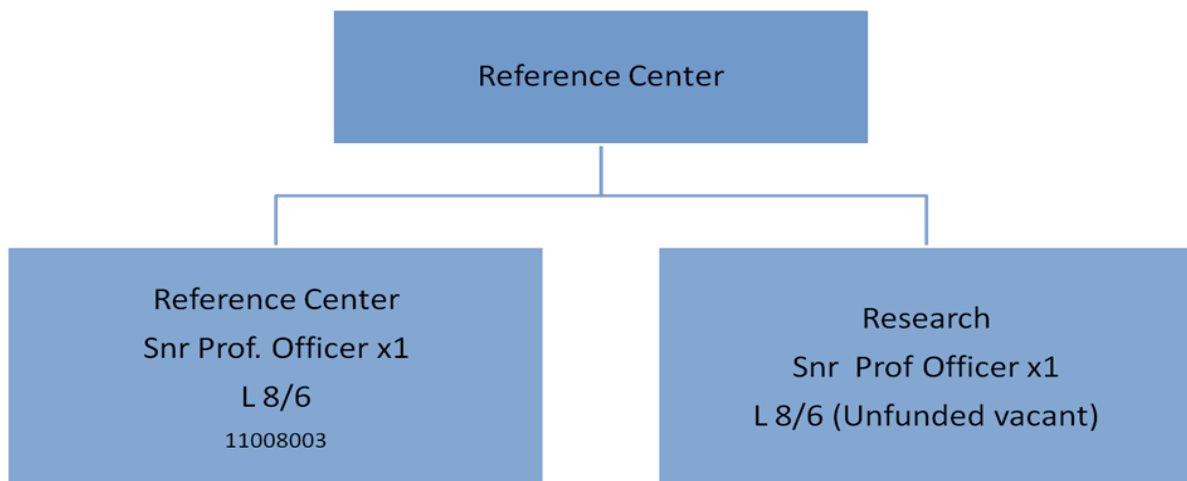 Reference Center
Reference Center
Snr Prof. Officer x1
L 8/6
11008003
Research
Snr  Prof Officer x1
L 8/6 (Unfunded vacant)